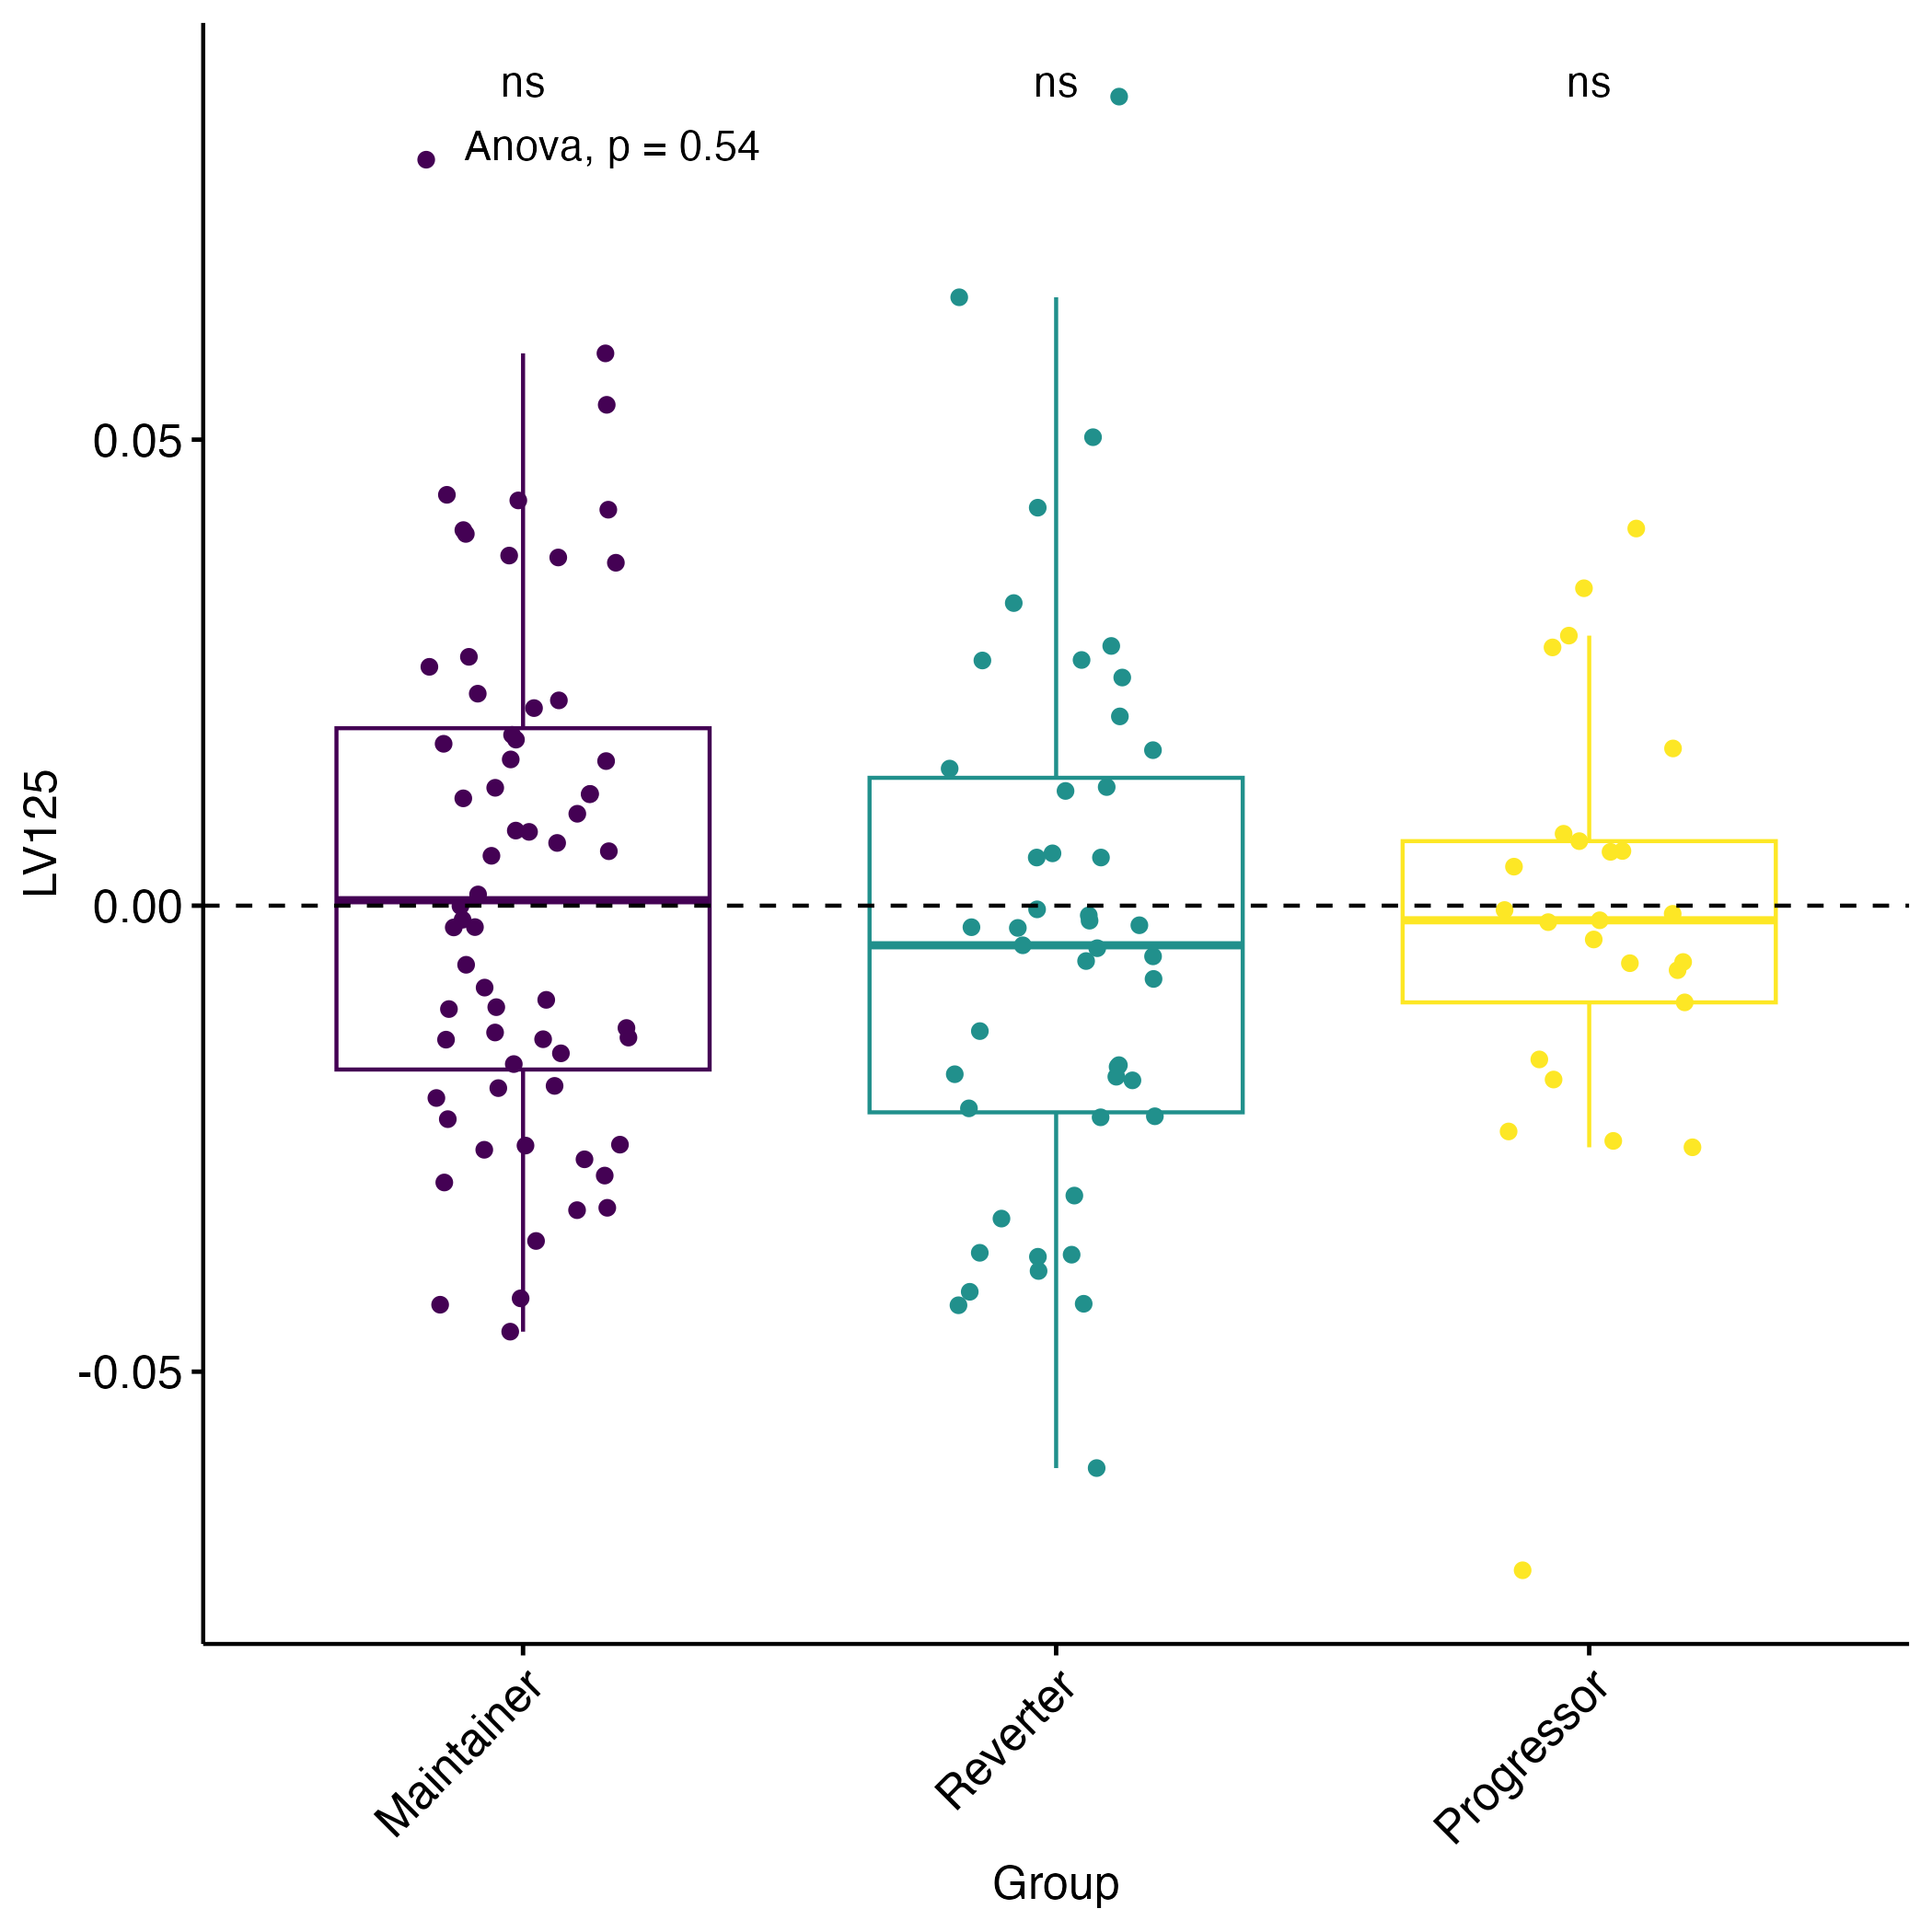 ns ns ns
Anova, p = 0.54
0.05
0.00
-0.05
LV125
Maintainer Reverter Progressor
Group